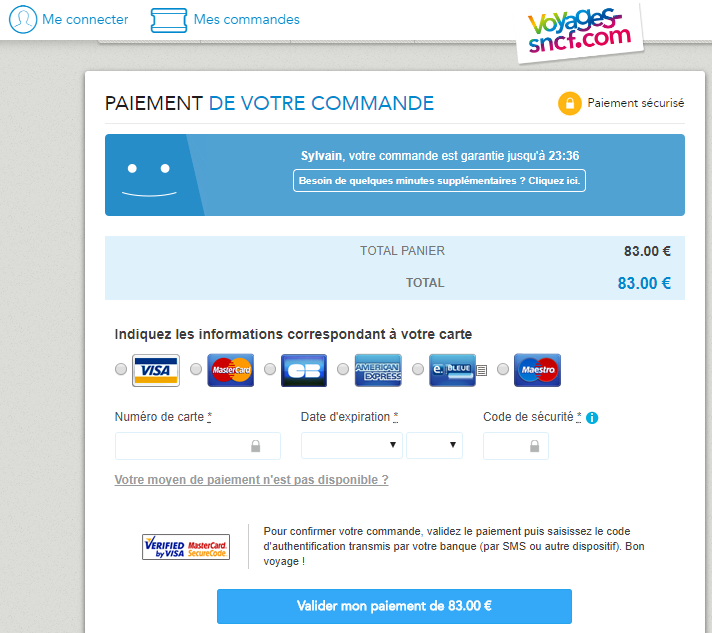 Me connecter
Mes commandes
Voyages-
sncf.com
PAIEMENT DE VOTRE COMMANDE
Paiement sécurisé
Sylvain, votre commande est garantie jusqu'à 23:36
Besoin de quelques minutes supplémentaires ? Cliquez ici.
TOTAL PANIER 83.00 €
TOTAL 83.00 €
Indiquez les informations correspondant à votre carte
VISA MasterCard CB AMERICAN EXPRESS e. BLEUE Maestro
Numéro de carte * Date d'expiration * Code de sécurité * i
Votre moyen de paiement n'est pas disponible ?
VERIFIED by VISA MasterCard. SecureCode.
Pour confirmer votre commande, validez le paiement puis saisissez le code
d'authentification transmis par votre banque (par SMS ou autre dispositif). Bon
voyage !
Valider mon paiement de 83.00 €